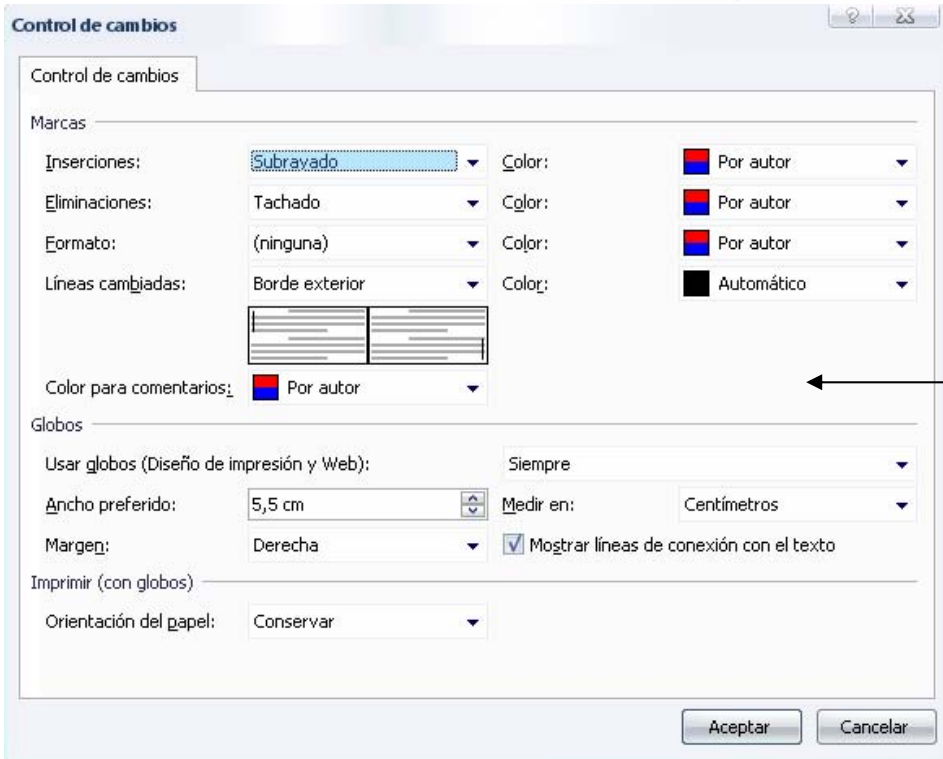 Control de cambios
Control de cambios
Marcas
Inserciones: Subrayado Color: Por autor
Eliminaciones: Tachado Color: Por autor
Formato: (ninguna) Color: Por autor
Líneas cambiadas: Borde exterior Color: Automático
Color para comentarios: Por autor
Globos
Usar globos (Diseño de impresión y Web): Siempre
Ancho preferido: 5,5 cm Medir en: Centímetros
Margen: Derecha Mostrar líneas de conexión con el texto
Imprimir (con globos)
Orientación del papel: Conservar
Aceptar Cancelar